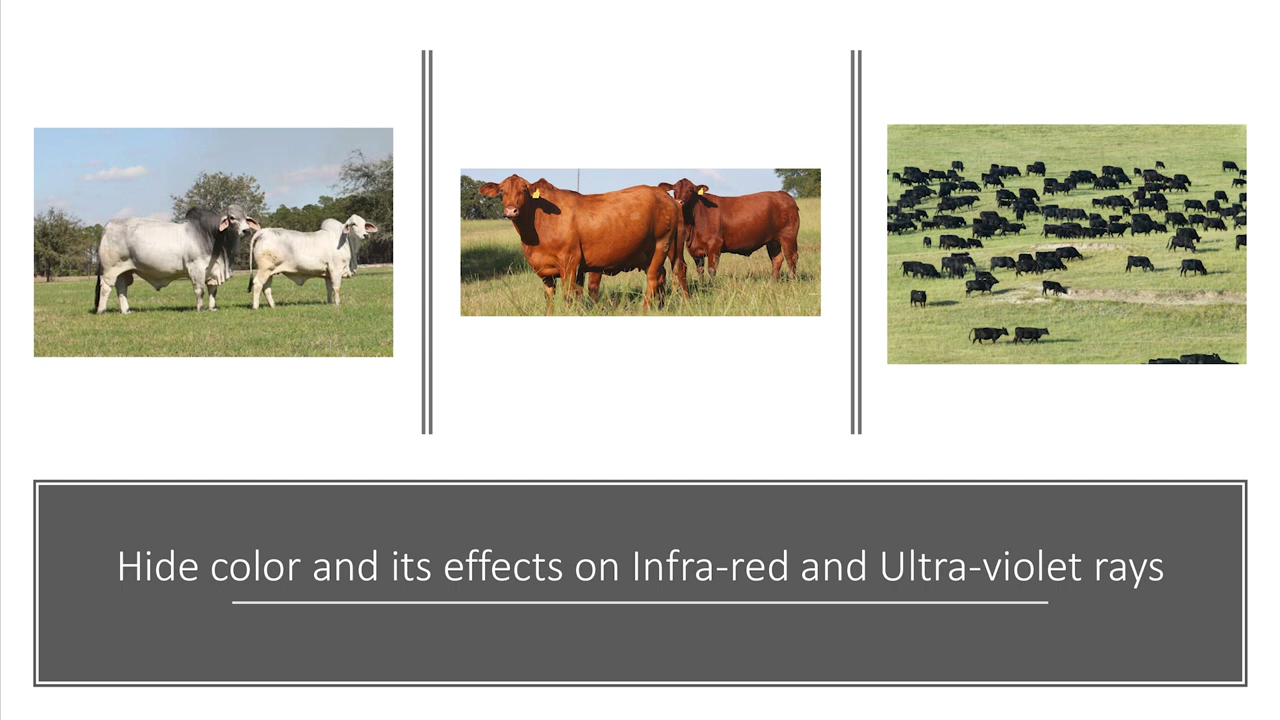 Hide color and its effects on Infra-red and Ultra-violet rays